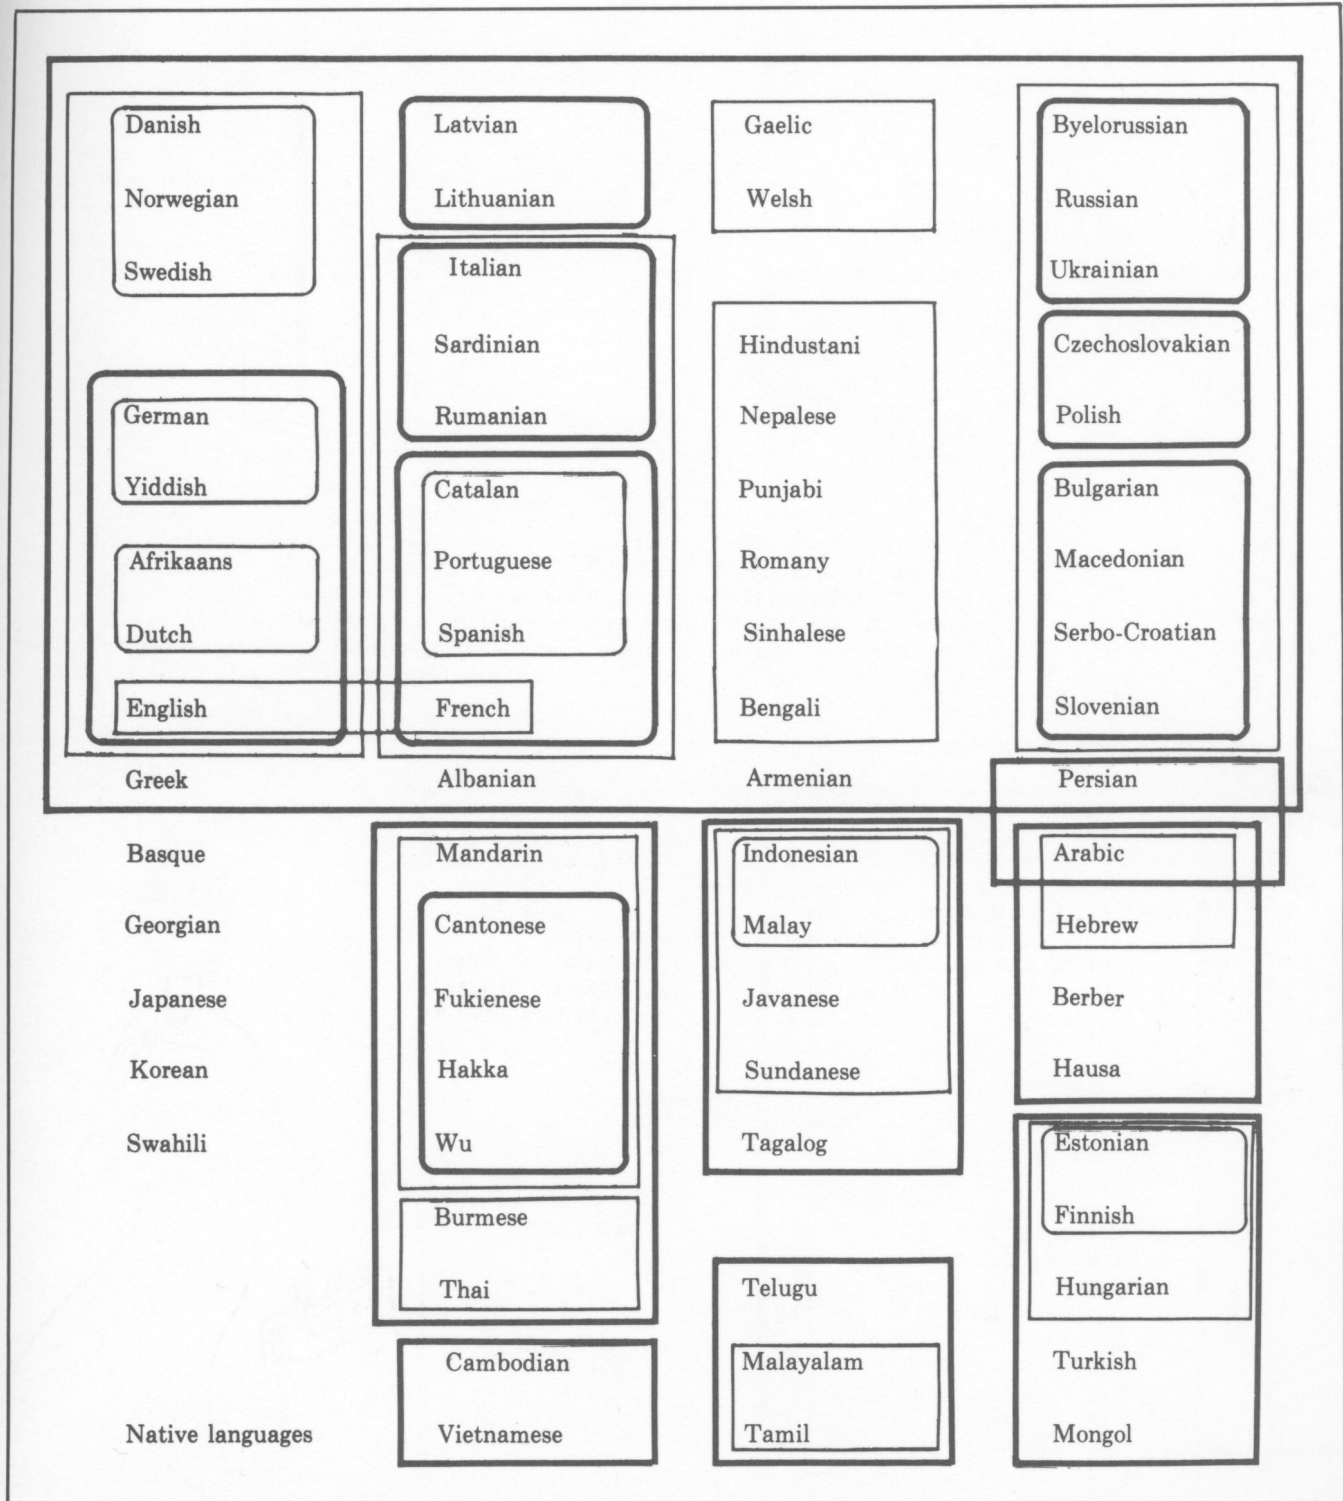 Danish Latvian Gaelic Byelorussian
Norwegian Lithuanian Welsh Russian
Swedish Italian Ukrainian
Sardinian Hindustani Czechoslovakian
German Rumanian Nepalese Polish
Yiddish Catalan Punjabi Bulgarian
Afrikaans Portuguese Romany Macedonian
Dutch Spanish Sinhalese Serbo-Croatian
English French Bengali Slovenian
Greek Albanian Armenian Persian
Basque Mandarin Indonesian Arabic
Georgian Cantonese Malay Hebrew
Japanese Fukienese Javanese Berber
Korean Hakka Sundanese Hausa
Swahili Wu Tagalog Estonian
Burmese Finnish
Thai Telugu Hungarian
Cambodian Malayalam Turkish
Native languages Vietnamese Tamil Mongol